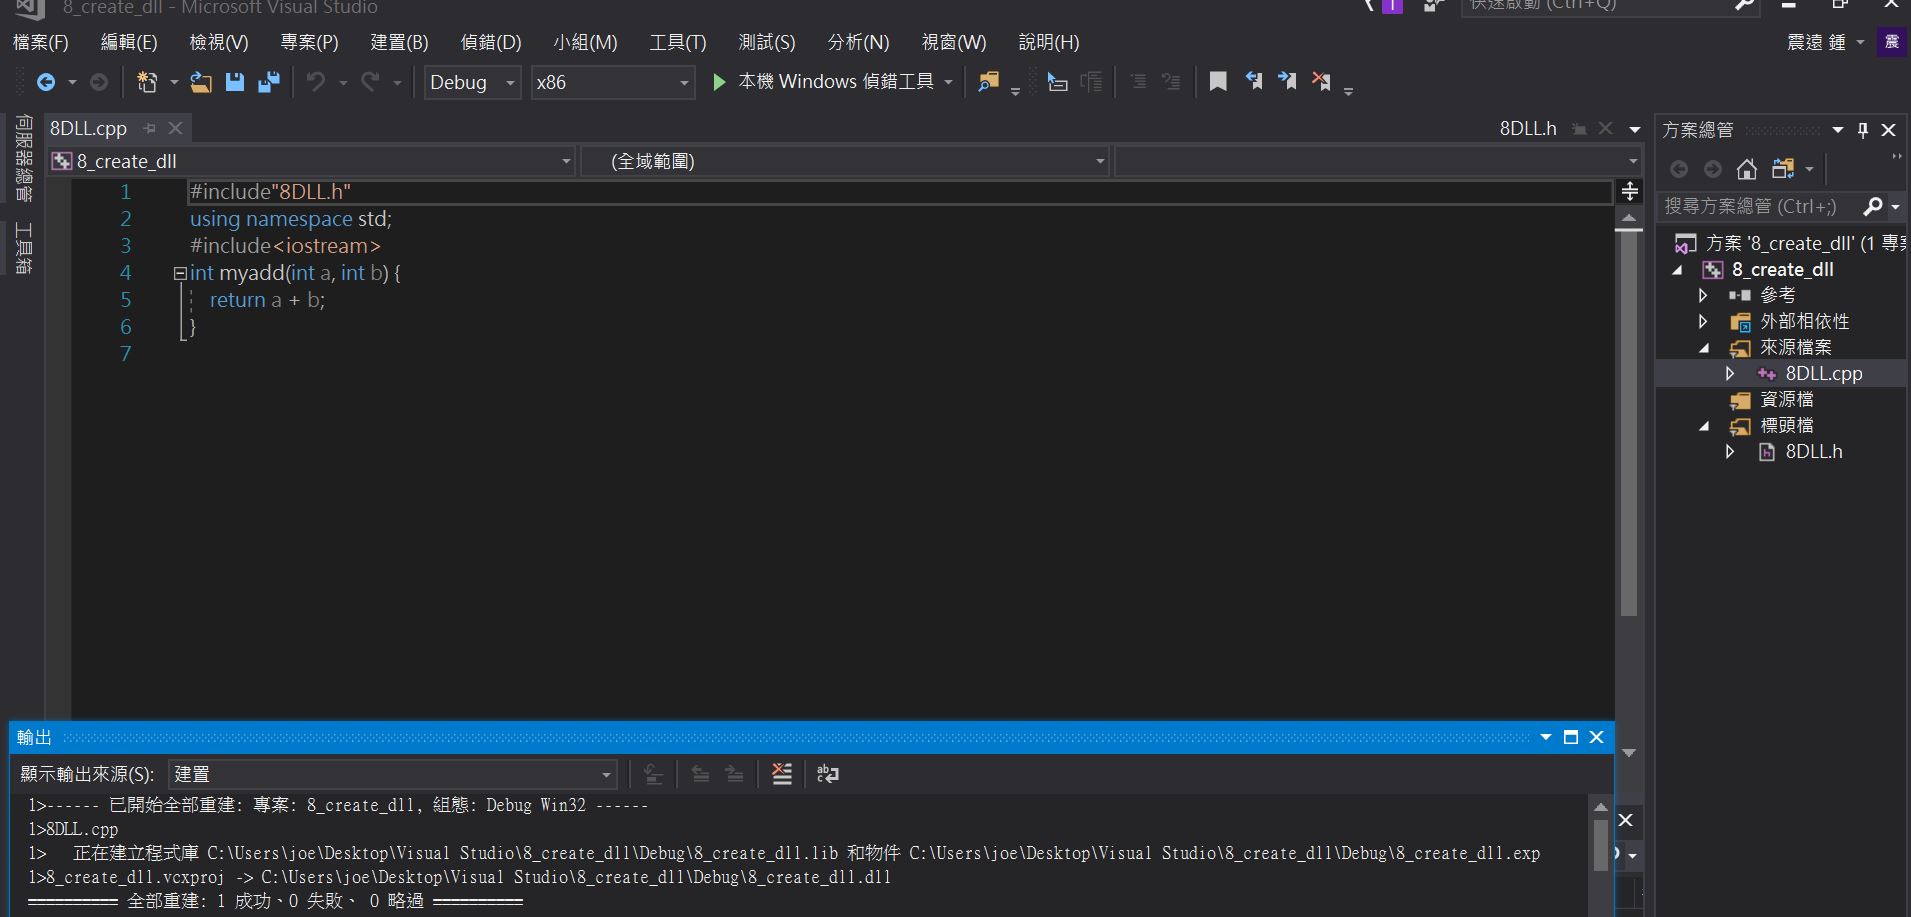 8_create_dll - Microsoft Visual Studio
快速啟動 (Ctrl+Q)
檔案(F) 編輯(E) 檢視(V) 專案(P) 建置(B) 偵錯(D) 小組(M) 工具(T) 測試(S) 分析(N) 視窗(W) 說明(H)
震遠 鍾 震
Debug x86 本機 Windows 偵錯工具
伺服器總管
工具箱
8DLL.cpp
8DLL.h
8_create_dll (全域範圍)
1 #include"8DLL.h"
2 using namespace std;
3 #include<iostream>
4 int myadd(int a, int b) {
5 return a + b;
6 }
7
方案總管
搜尋方案總管 (Ctrl+;)
方案 '8_create_dll' (1 專
8_create_dll
參考
外部相依性
來源檔案
8DLL.cpp
資源檔
標頭檔
8DLL.h
輸出
顯示輸出來源(S): 建置
1>------ 已開始全部重建: 專案: 8_create_dll, 組態: Debug Win32 ------
1>8DLL.cpp
1> 正在建立程式庫 C:\Users\joe\Desktop\Visual Studio\8_create_dll\Debug\8_create_dll.lib 和物件 C:\Users\joe\Desktop\Visual Studio\8_create_dll\Debug\8_create_dll.exp
1>8_create_dll.vcxproj -> C:\Users\joe\Desktop\Visual Studio\8_create_dll\Debug\8_create_dll.dll
========== 全部重建: 1 成功、0 失敗、 0 略過 ==========